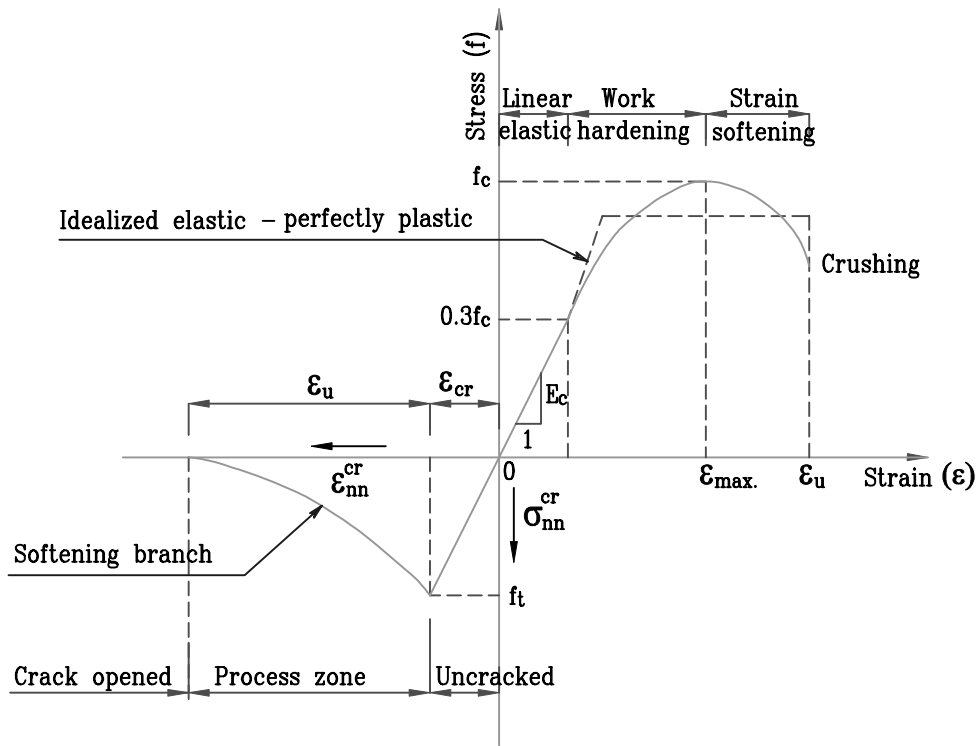 Stress (f)
Linear
elastic
Work
hardening
Strain
softening
fc
Idealized elastic – perfectly plastic
Crushing
0.3fc
εu
εcr
Ec
1
0
εmax.
εu
Strain (ε)
εnn^cr
σnn^cr
Softening branch
ft
Crack opened
Process zone
Uncracked